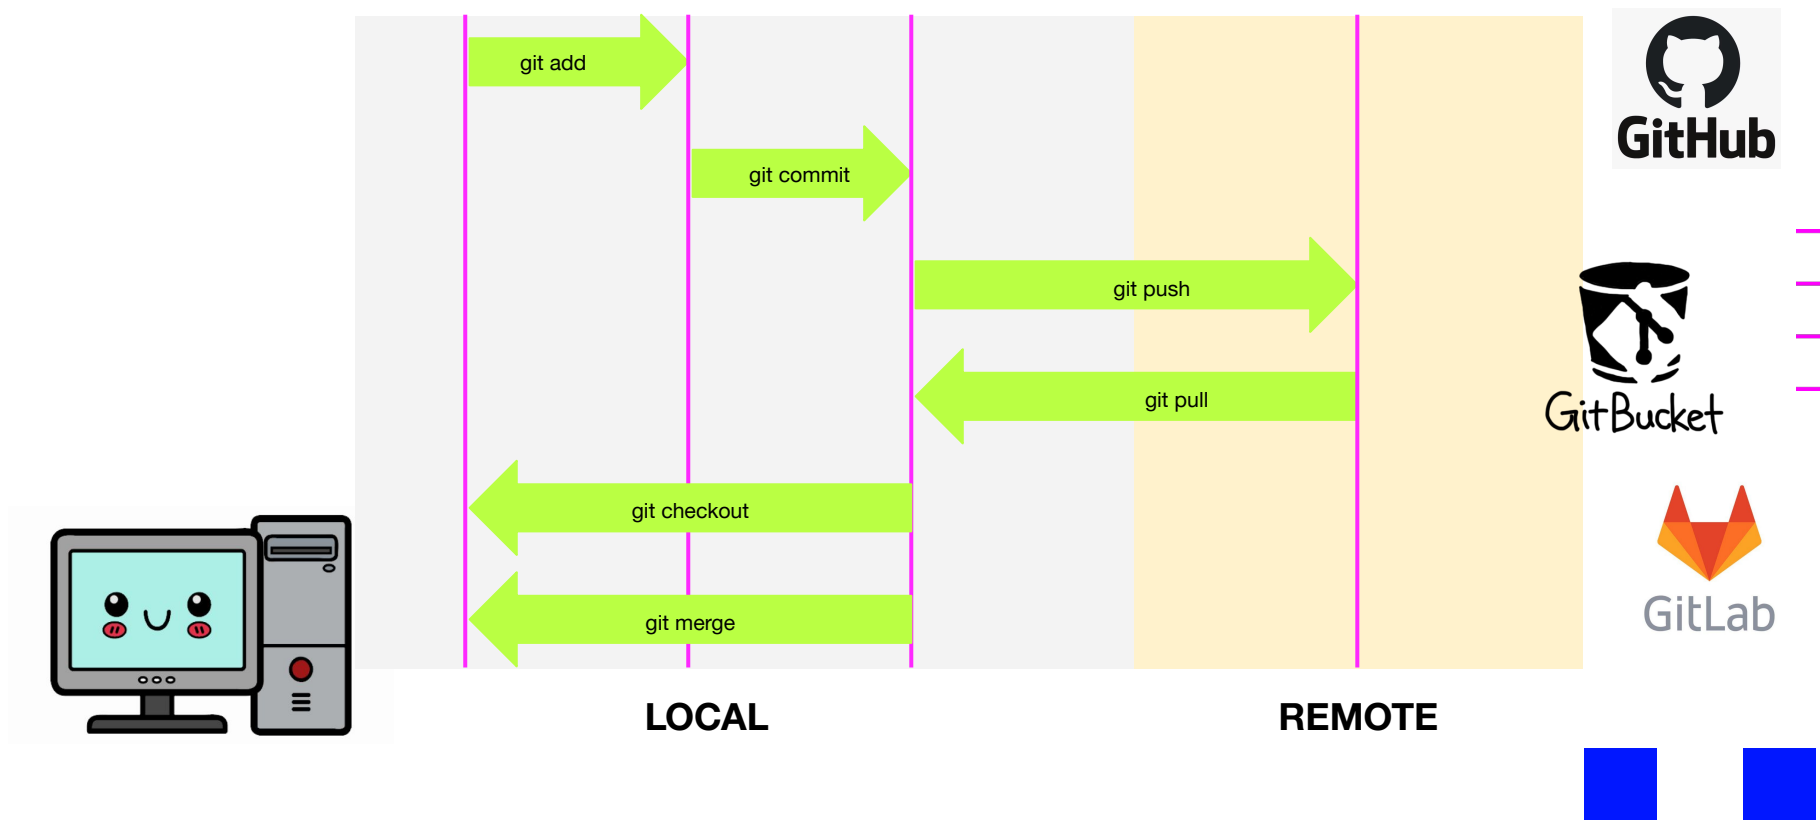 git add
git commit
git push
git pull
git checkout
git merge
LOCAL
REMOTE
GitHub
GitBucket
GitLab